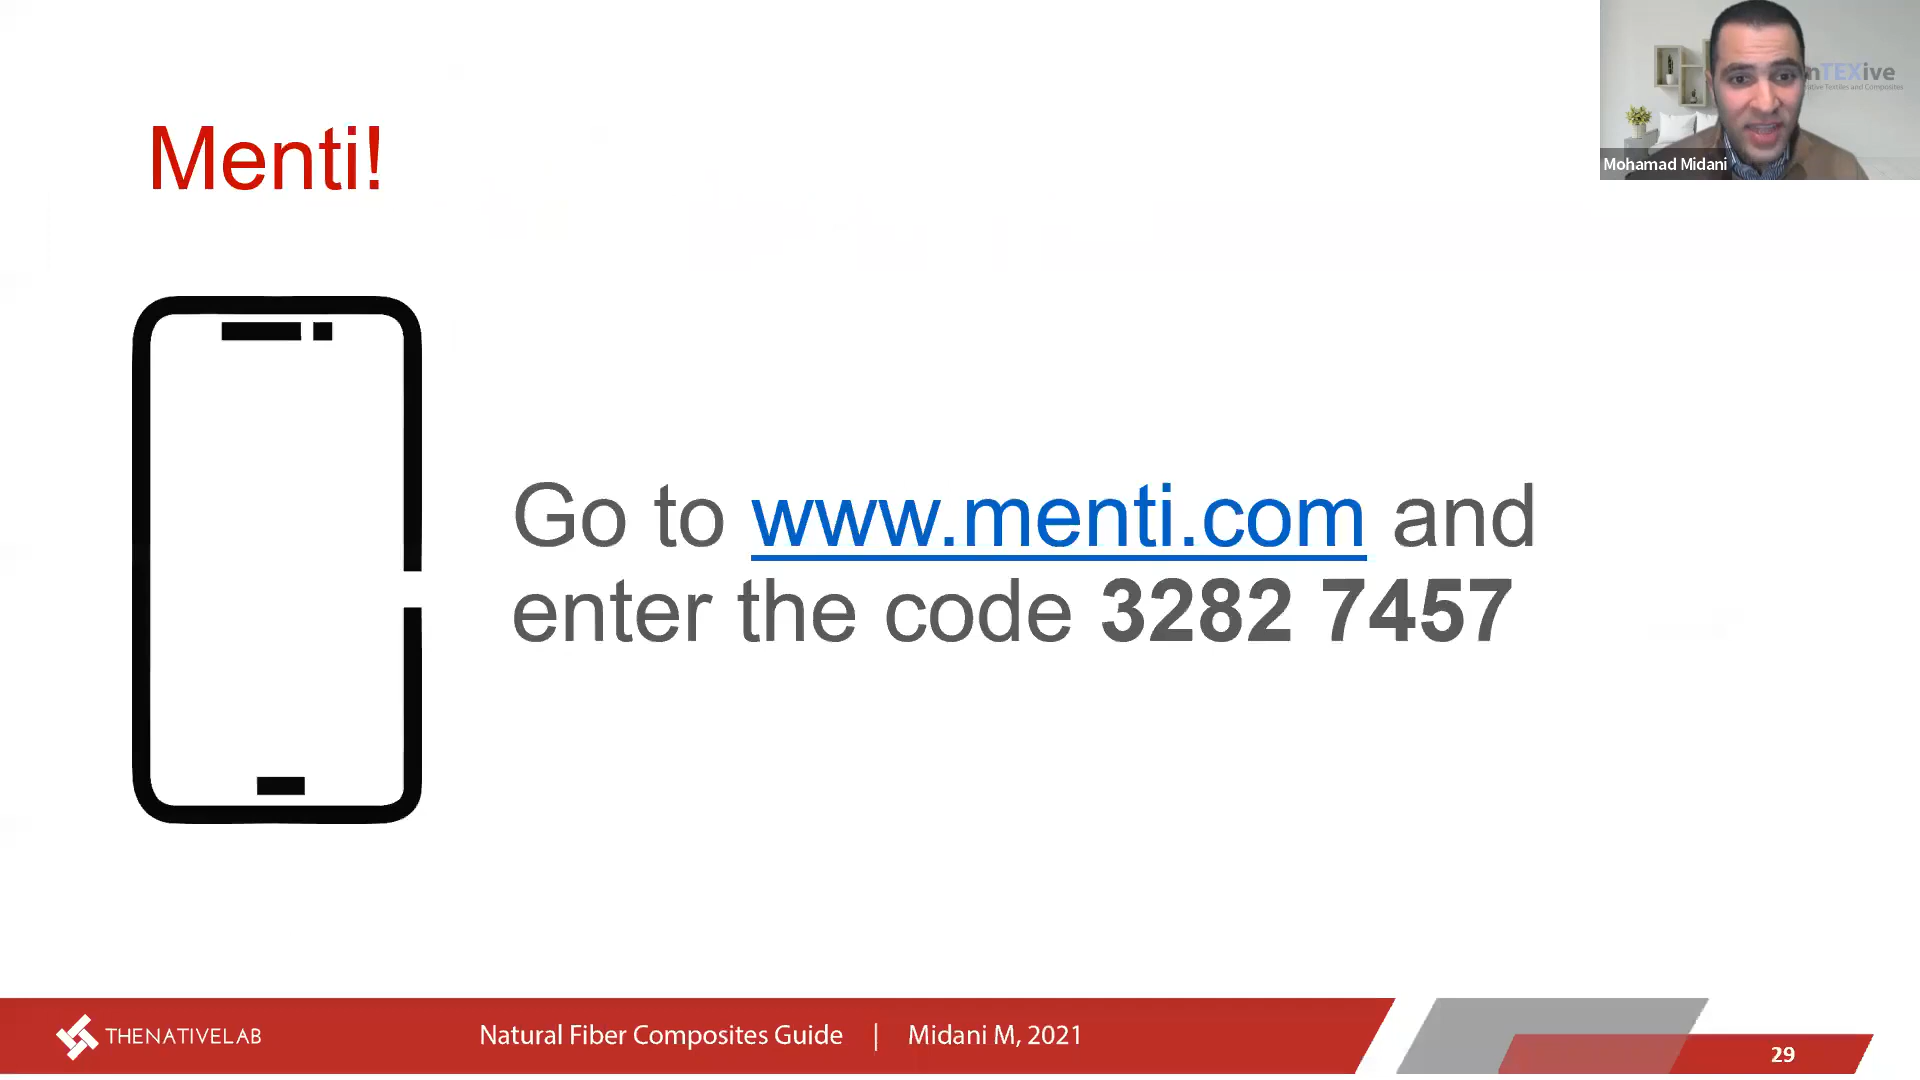 Menti!
nTEXive
Mohamad Midani
Go to www.menti.com and
enter the code 3282 7457
THENATIVELAB
Natural Fiber Composites Guide | Midani M, 2021
29